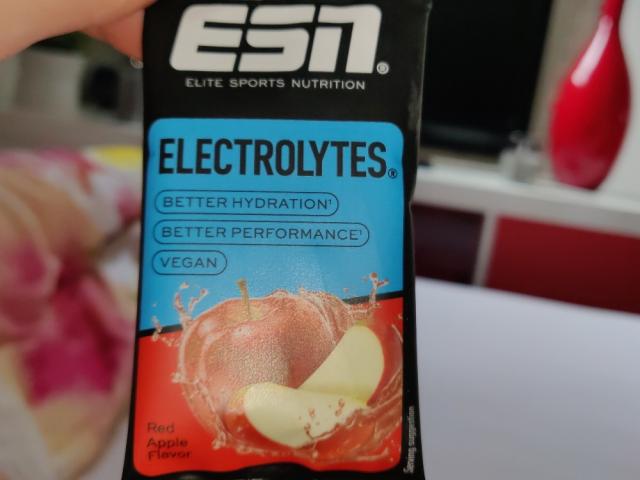 ESN®
ELITE SPORTS NUTRITION
ELECTROLYTES®
BETTER HYDRATION¹
BETTER PERFORMANCE¹
VEGAN
Red
Apple
Flavor
Serving suggestion